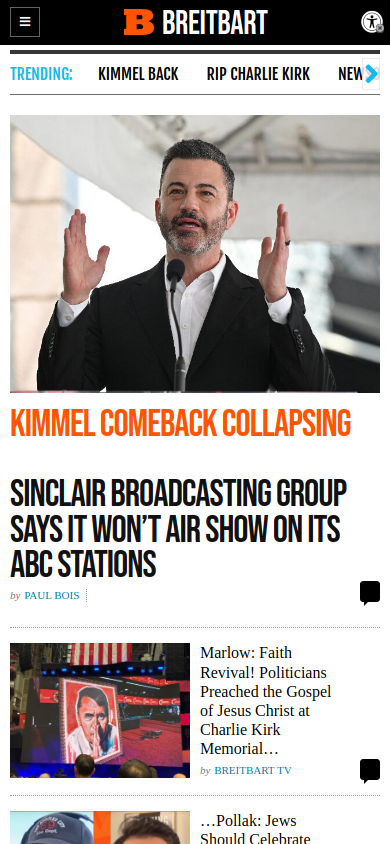 BREITBART
TRENDING:
KIMMEL BACK
RIP CHARLIE KIRK
NEW
KIMMEL COMEBACK COLLAPSING
SINCLAIR BROADCASTING GROUP
SAYS IT WON'T AIR SHOW ON ITS
ABC STATIONS
by PAUL BOIS
Marlow: Faith
Revival! Politicians
Preached the Gospel
of Jesus Christ at
Charlie Kirk
Memorial…
by BREITBART TV
…Pollak: Jews
Should Celebrate